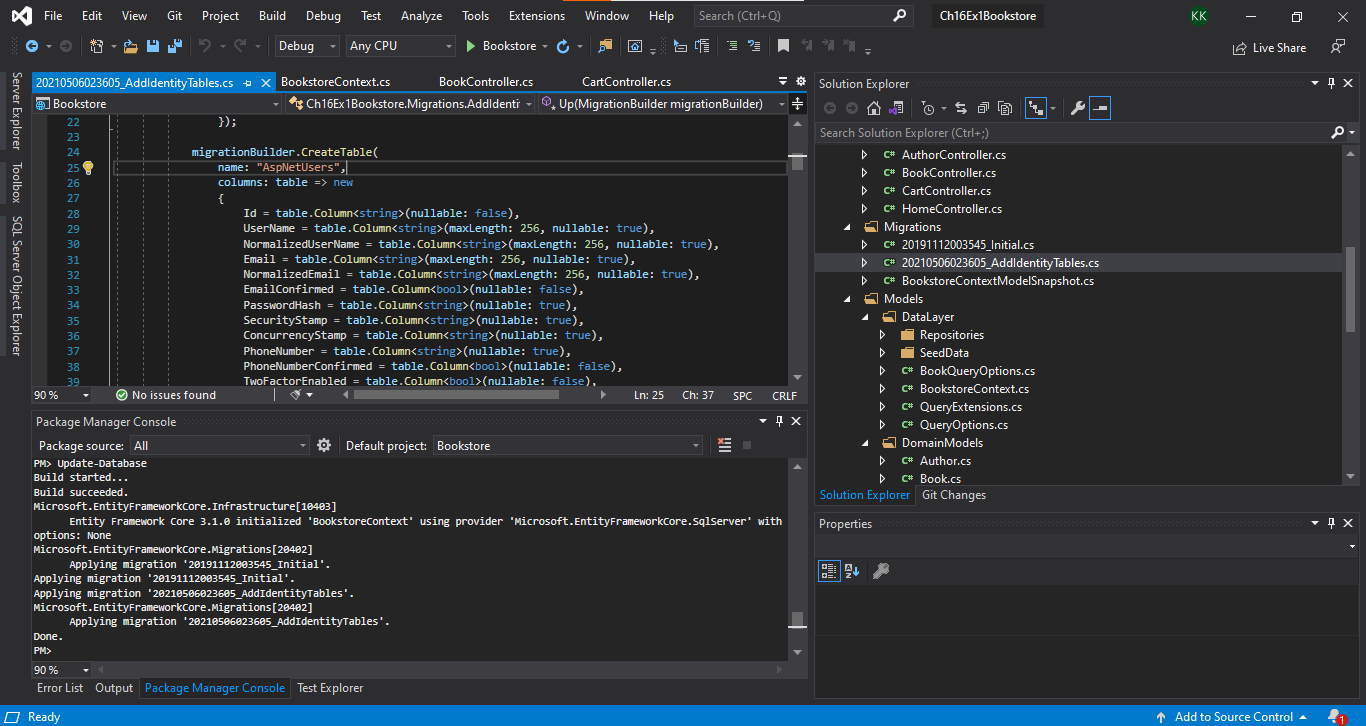 File Edit View Git Project Build Debug Test Analyze Tools Extensions Window Help Search (Ctrl+Q) Ch16Ex1Bookstore KK
Debug Any CPU Bookstore Live Share
Server Explorer
Toolbox
SQL Server Object Explorer
20210506023605_AddIdentityTables.cs BookstoreContext.cs BookController.cs CartController.cs
Bookstore Ch16Ex1Bookstore.Migrations.AddIdenti Up(MigrationBuilder migrationBuilder)
22 });
23
24 migrationBuilder.CreateTable(
25 name: "AspNetUsers",
26 columns: table => new
27 {
28 Id = table.Column<string>(nullable: false),
29 UserName = table.Column<string>(maxLength: 256, nullable: true),
30 NormalizedUserName = table.Column<string>(maxLength: 256, nullable: true),
31 Email = table.Column<string>(maxLength: 256, nullable: true),
32 NormalizedEmail = table.Column<string>(maxLength: 256, nullable: true),
33 EmailConfirmed = table.Column<bool>(nullable: false),
34 PasswordHash = table.Column<string>(nullable: true),
35 SecurityStamp = table.Column<string>(nullable: true),
36 ConcurrencyStamp = table.Column<string>(nullable: true),
37 PhoneNumber = table.Column<string>(nullable: true),
38 PhoneNumberConfirmed = table.Column<bool>(nullable: false),
39 TwoFactorEnabled = table.Column<bool>(nullable: false),
90 % No issues found Ln: 25 Ch: 37 SPC CRLF
Package Manager Console
Package source: All Default project: Bookstore
PM> Update-Database
Build started...
Build succeeded.
Microsoft.EntityFrameworkCore.Infrastructure[10403]
Entity Framework Core 3.1.0 initialized 'BookstoreContext' using provider 'Microsoft.EntityFrameworkCore.SqlServer' with
options: None
Microsoft.EntityFrameworkCore.Migrations[20402]
Applying migration '20191112003545_Initial'.
Applying migration '20191112003545_Initial'.
Applying migration '20210506023605_AddIdentityTables'.
Microsoft.EntityFrameworkCore.Migrations[20402]
Applying migration '20210506023605_AddIdentityTables'.
Done.
PM>
90 %
Error List Output Package Manager Console Test Explorer
Solution Explorer
Search Solution Explorer (Ctrl+;)
C# AuthorController.cs
C# BookController.cs
C# CartController.cs
C# HomeController.cs
Migrations
C# 20191112003545_Initial.cs
C# 20210506023605_AddIdentityTables.cs
C# BookstoreContextModelSnapshot.cs
Models
DataLayer
Repositories
SeedData
C# BookQueryOptions.cs
C# BookstoreContext.cs
C# QueryExtensions.cs
C# QueryOptions.cs
DomainModels
C# Author.cs
C# Book.cs
Solution Explorer Git Changes
Properties
Ready Add to Source Control 1